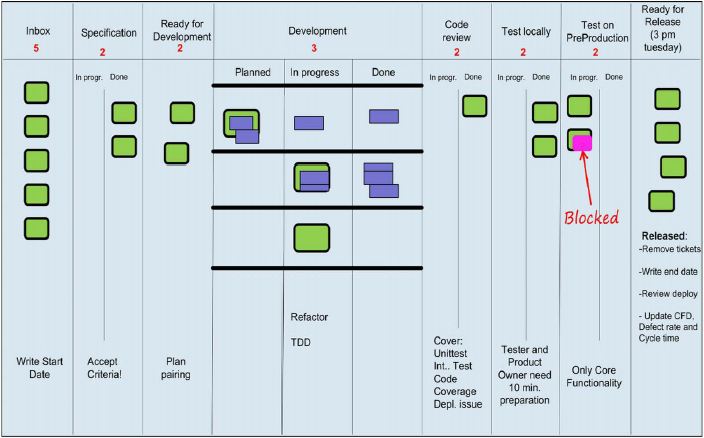 Inbox
5
Specification
2
Ready for
Development
2
Development
3
Code
review
2
Test locally
2
Test on
PreProduction
2
Ready for
Release
(3 pm
tuesday)
In progr. Done
Planned
In progress
Done
In progr. Done
In progr. Done
In progr. Done
Blocked
Released:
-Remove tickets
-Write end date
-Review deploy
- Update CFD,
Defect rate and
Cycle time
Refactor
TDD
Write Start
Date
Accept
Criteria!
Plan
pairing
Cover:
Unittest
Int.. Test
Code
Coverage
Depl. issue
Tester and
Product
Owner need
10 min.
preparation
Only Core
Functionality